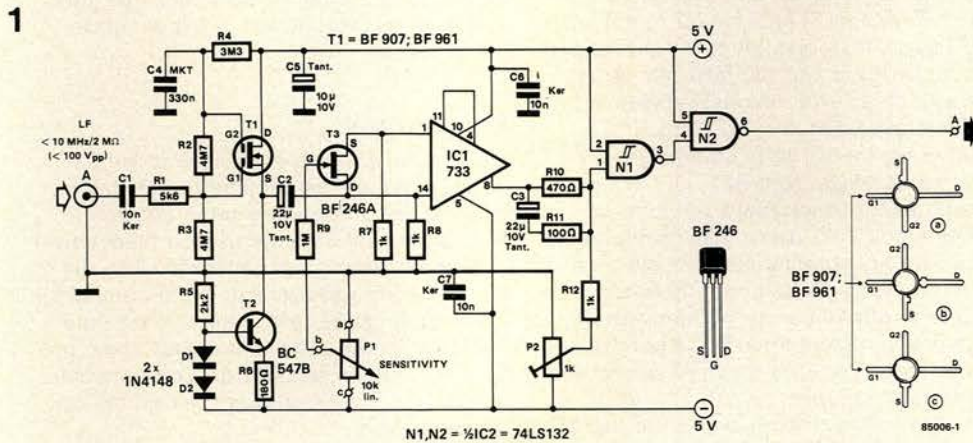 1
T1 = BF 907; BF 961
5 V
+
R4
3M3
C4 MKT
330n
C5 Tant.
10µ
10V
C6
Ker
10n
LF
< 10 MHz/2 MΩ
(< 100 Vpp)
A
C1
10n
Ker
R1
5k6
R2
4M7
R3
4M7
T1
G2
G1
D
S
C2
22µ
10V
Tant.
T3
S
G
D
BF 246A
R9
1M
R7
1k
R8
1k
1
14
11
10
4
IC1
733
8
5
R10
470Ω
C3
22µ
10V
Tant.
R11
100Ω
R12
1k
2
1
N1
3
5
4
N2
6
A
R5
2k2
T2
BC
547B
D1
D2
2x
1N4148
R6
180Ω
a
b
c
P1
10k
lin.
SENSITIVITY
C7
Ker
10n
P2
1k
BF 246
S
G
D
BF 907;
BF 961
S
G1
D
G2
a
G2
G1
D
S
b
G2
G1
D
S
c
−
5 V
N1,N2 = ½IC2 = 74LS132
85006-1